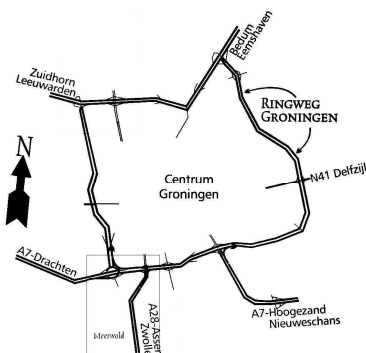 Bedum
Eemshaven
Zuidhorn
Leeuwarden
RINGWEG
GRONINGEN
N
Centrum
Groningen
N41 Delfzijl
A7-Drachten
A28-Assen
Zwolle
Meerwold
A7-Hoogezand
Nieuweschans